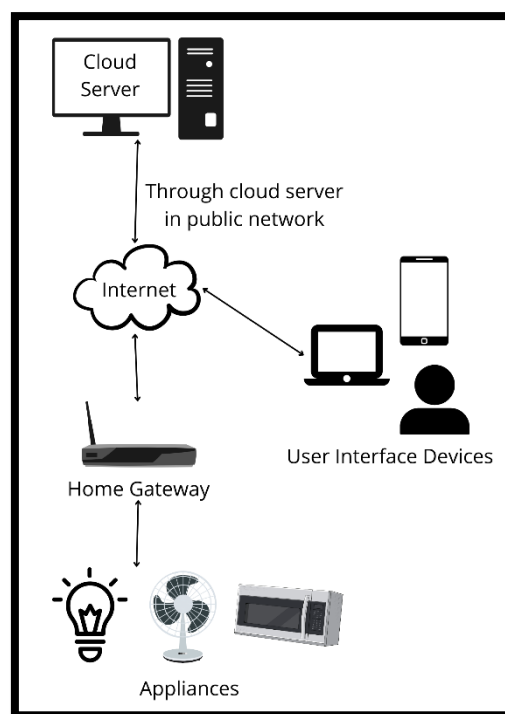 Cloud
Server
Through cloud server
in public network
Internet
User Interface Devices
Home Gateway
Appliances